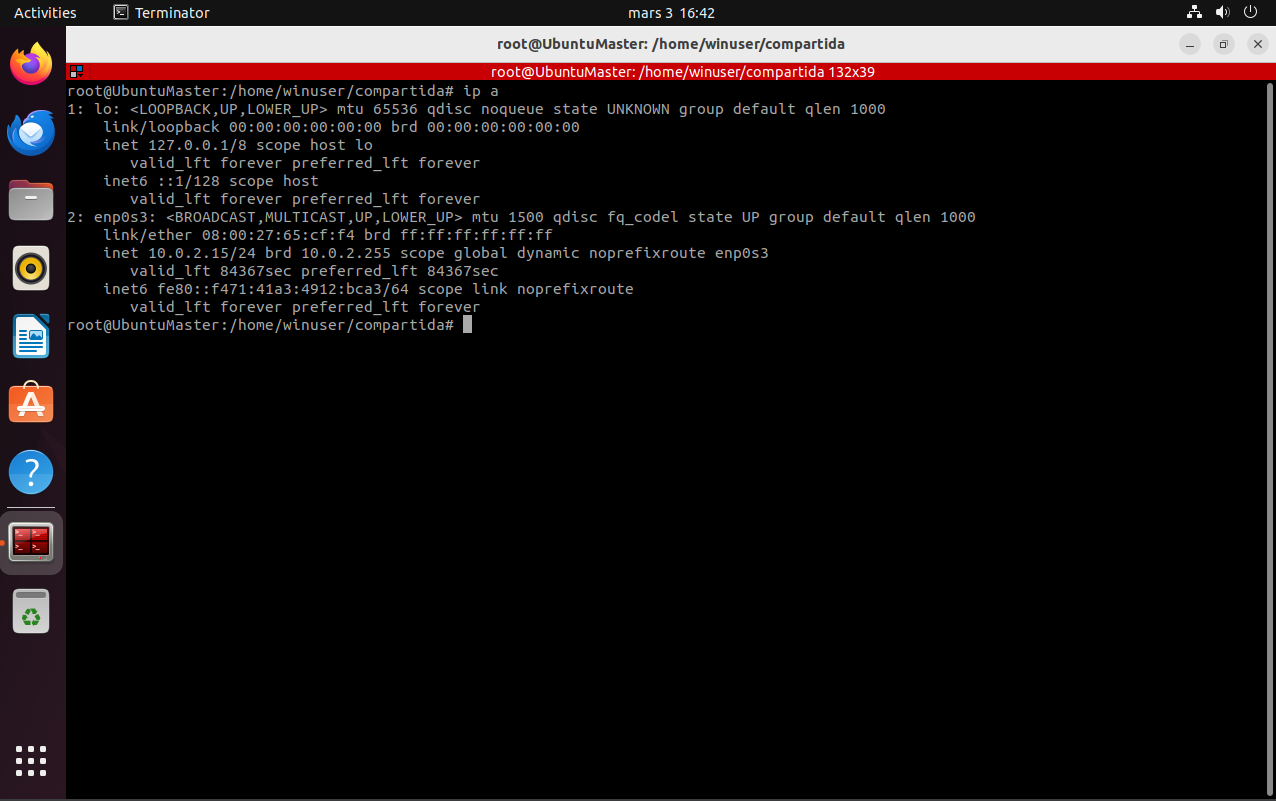 Activities Terminator mars 3 16:42
root@UbuntuMaster: /home/winuser/compartida
root@UbuntuMaster: /home/winuser/compartida 132x39
root@UbuntuMaster:/home/winuser/compartida# ip a
1: lo: <LOOPBACK,UP,LOWER_UP> mtu 65536 qdisc noqueue state UNKNOWN group default qlen 1000
    link/loopback 00:00:00:00:00:00 brd 00:00:00:00:00:00
    inet 127.0.0.1/8 scope host lo
       valid_lft forever preferred_lft forever
    inet6 ::1/128 scope host
       valid_lft forever preferred_lft forever
2: enp0s3: <BROADCAST,MULTICAST,UP,LOWER_UP> mtu 1500 qdisc fq_codel state UP group default qlen 1000
    link/ether 08:00:27:65:cf:f4 brd ff:ff:ff:ff:ff:ff
    inet 10.0.2.15/24 brd 10.0.2.255 scope global dynamic noprefixroute enp0s3
       valid_lft 84367sec preferred_lft 84367sec
    inet6 fe80::f471:41a3:4912:bca3/64 scope link noprefixroute
       valid_lft forever preferred_lft forever
root@UbuntuMaster:/home/winuser/compartida#